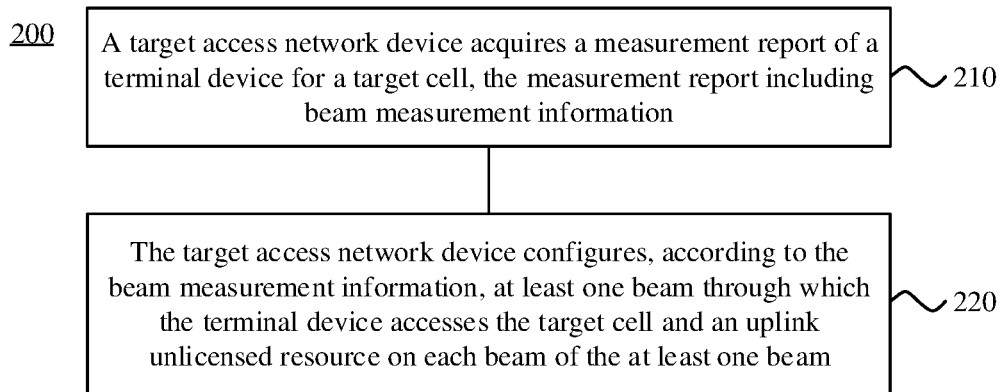 200
A target access network device acquires a measurement report of a
terminal device for a target cell, the measurement report including
beam measurement information
210
The target access network device configures, according to the
beam measurement information, at least one beam through which
the terminal device accesses the target cell and an uplink
unlicensed resource on each beam of the at least one beam
220